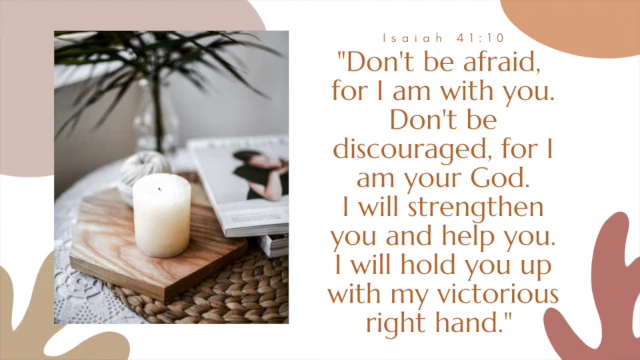 Isaiah 41:10
"Don't be afraid,
for I am with you.
Don't be
discouraged, for I
am your God.
I will strengthen
you and help you.
I will hold you up
with my victorious
right hand."